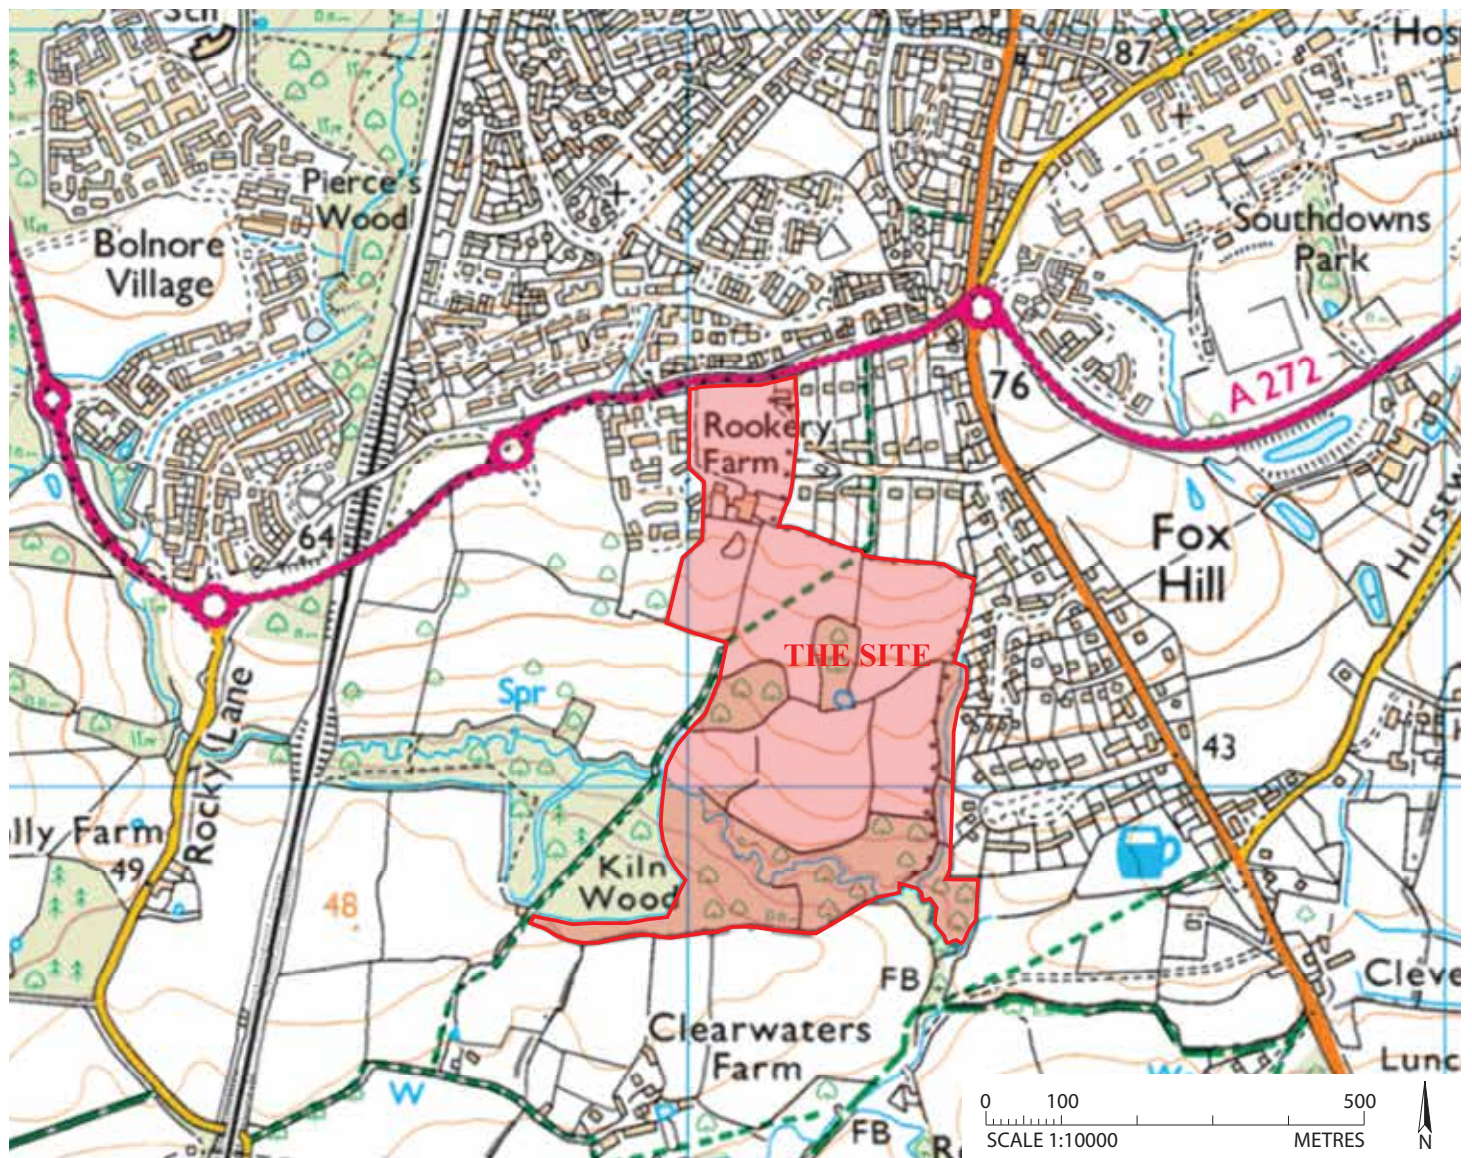 Sch
87
Pierce's
Wood
Bolnore
Village
Southdowns
Park
A 272
76
Rookery
Farm
64
Fox
Hill
THE SITE
Spr
Rocky Lane
43
lly Farm
49
Kiln
Wood
48
FB
Cleve
Clearwaters
Farm
Lunc
W
W
FB
0 100 500
SCALE 1:10000 METRES
N